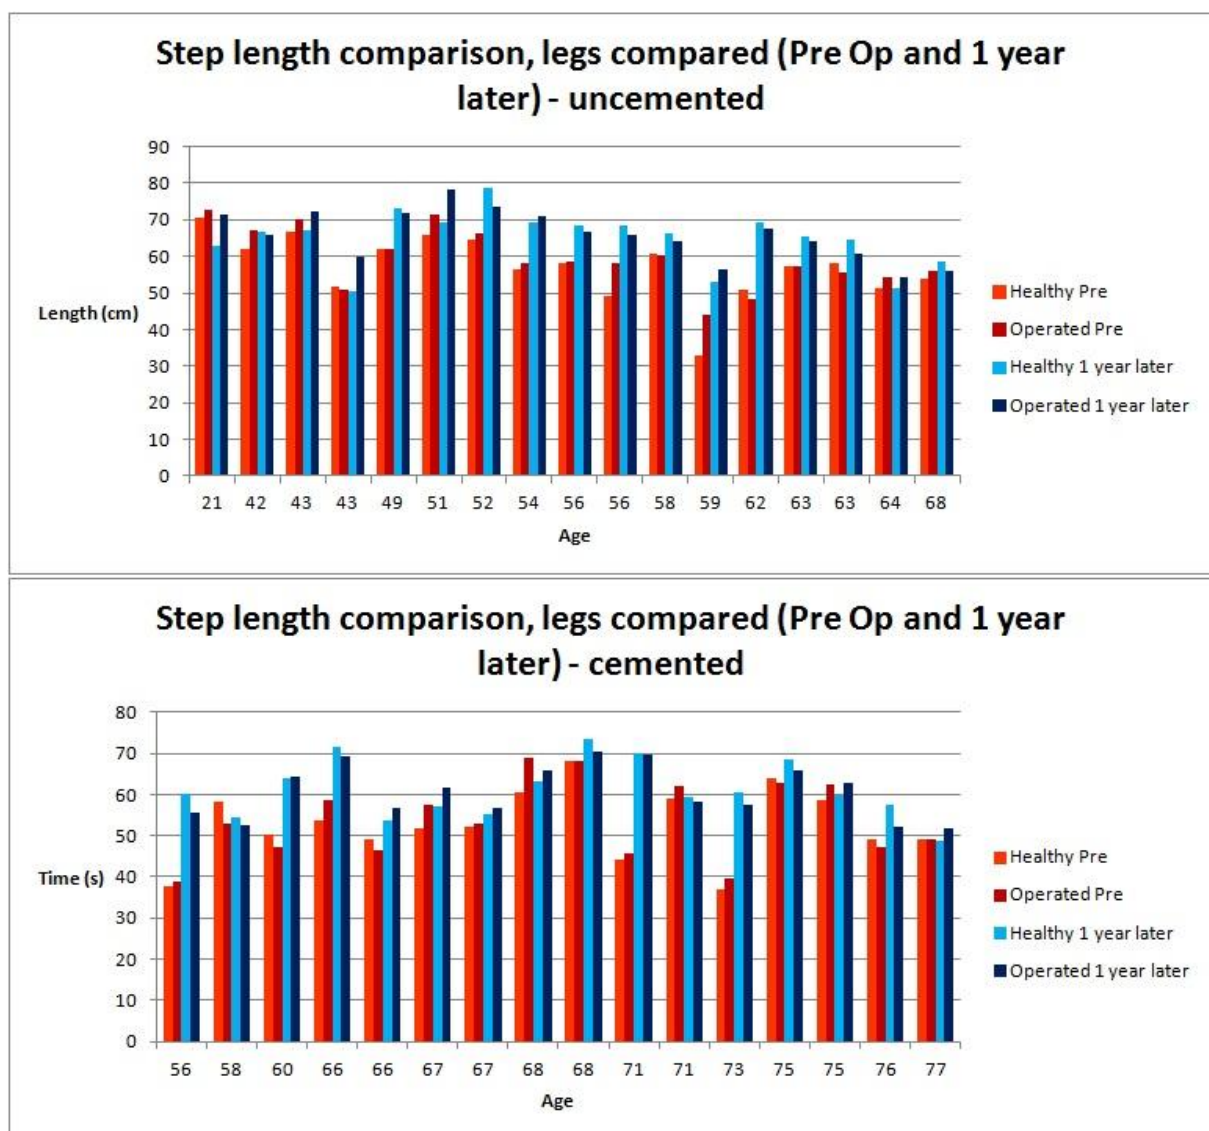 Step length comparison, legs compared (Pre Op and 1 year
later) - uncemented
90
80
70
60
50
40
30
20
10
0
Length (cm)
21 42 43 43 49 51 52 54 56 56 58 59 62 63 63 64 68
Age
Healthy Pre
Operated Pre
Healthy 1 year later
Operated 1 year later
Step length comparison, legs compared (Pre Op and 1 year
later) - cemented
80
70
60
50
40
30
20
10
0
Time (s)
56 58 60 66 66 67 67 68 68 71 71 73 75 75 76 77
Age
Healthy Pre
Operated Pre
Healthy 1 year later
Operated 1 year later